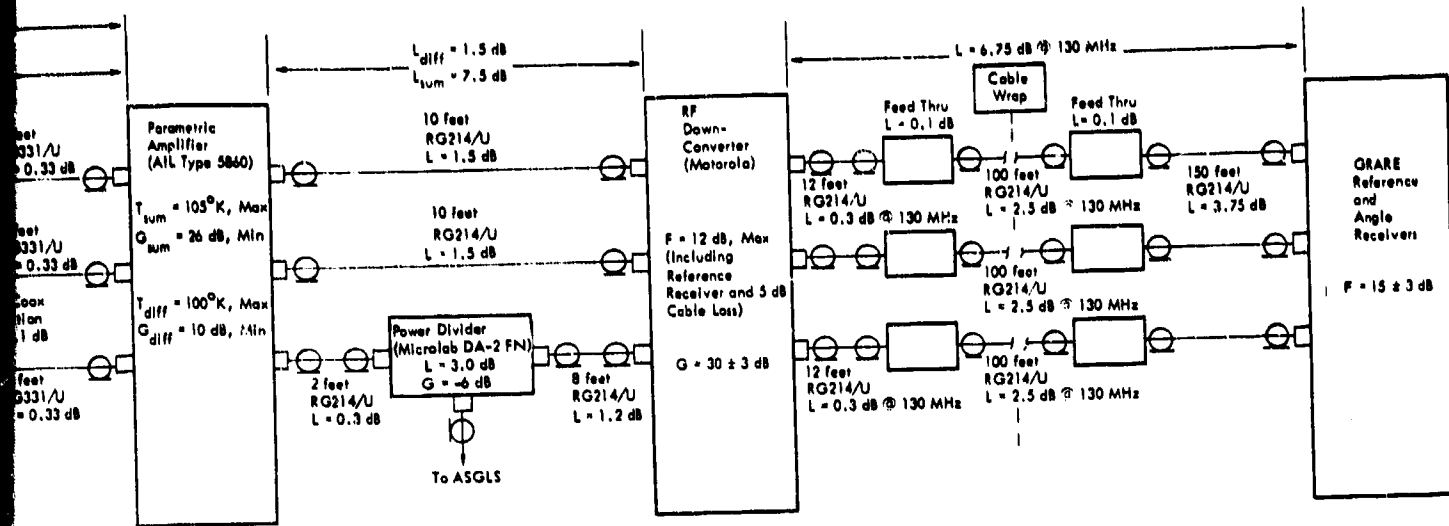 L_diff = 1.5 dB
L_sum = 7.5 dB
L = 6.75 dB @ 130 MHz
Cable
Wrap
Feed Thru
L = 0.1 dB
Feed Thru
L = 0.1 dB
331/U
0.33 dB
Parametric
Amplifier
(AIL Type 5860)
T_sum = 105°K, Max
G_sum = 26 dB, Min
T_diff = 100°K, Max
G_diff = 10 dB, Min
10 feet
RG214/U
L = 1.5 dB
RF
Down-
Converter
(Motorola)
F = 12 dB, Max
(Including
Reference
Receiver and 5 dB
Cable Loss)
G = 30 ± 3 dB
12 feet
RG214/U
L = 0.3 dB @ 130 MHz
100 feet
RG214/U
L = 2.5 dB @ 130 MHz
150 feet
RG214/U
L = 3.75 dB
GRARE
Reference
and
Angle
Receivers
F = 15 ± 3 dB
feet
331/U
= 0.33 dB
10 feet
RG214/U
L = 1.5 dB
100 feet
RG214/U
L = 2.5 dB @ 130 MHz
Coax
.1 dB
feet
G331/U
= 0.33 dB
2 feet
RG214/U
L = 0.3 dB
Power Divider
(Microlab DA-2 FN)
L = 3.0 dB
G = -6 dB
8 feet
RG214/U
L = 1.2 dB
To ASGLS
12 feet
RG214/U
L = 0.3 dB @ 130 MHz
100 feet
RG214/U
L = 2.5 dB @ 130 MHz